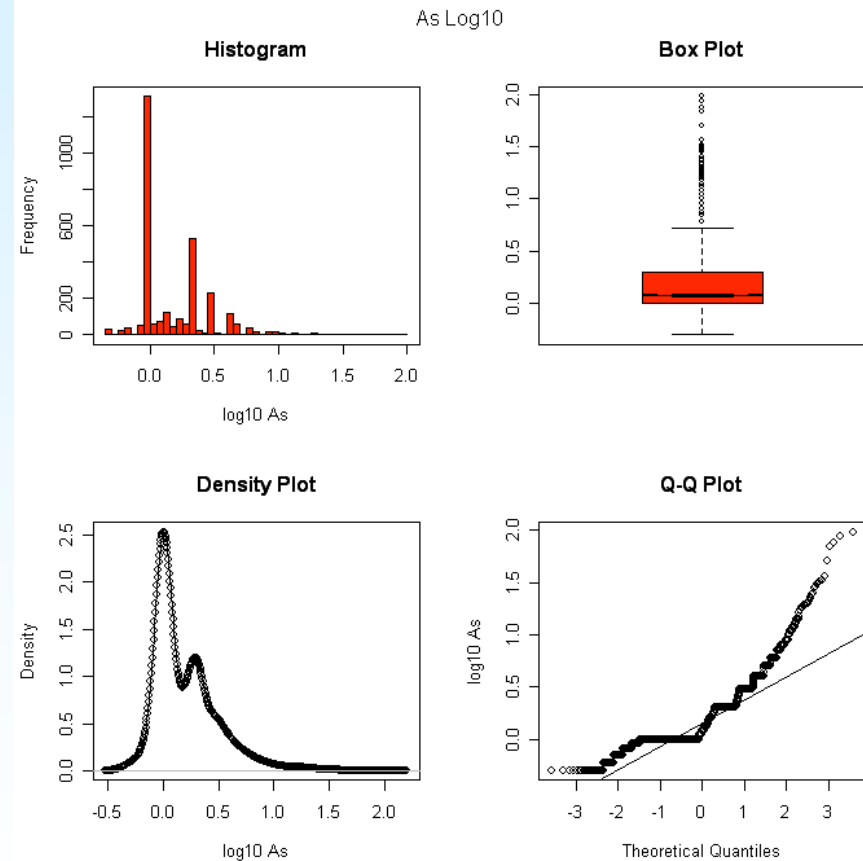 As Log10
Histogram
Frequency
0 200 600 1000
0.0 0.5 1.0 1.5 2.0
log10 As
Box Plot
0.0 0.5 1.0 1.5 2.0
Density Plot
Density
0.0 0.5 1.0 1.5 2.0 2.5
-0.5 0.0 0.5 1.0 1.5 2.0
log10 As
Q-Q Plot
log10 As
0.0 0.5 1.0 1.5 2.0
-3 -2 -1 0 1 2 3
Theoretical Quantiles